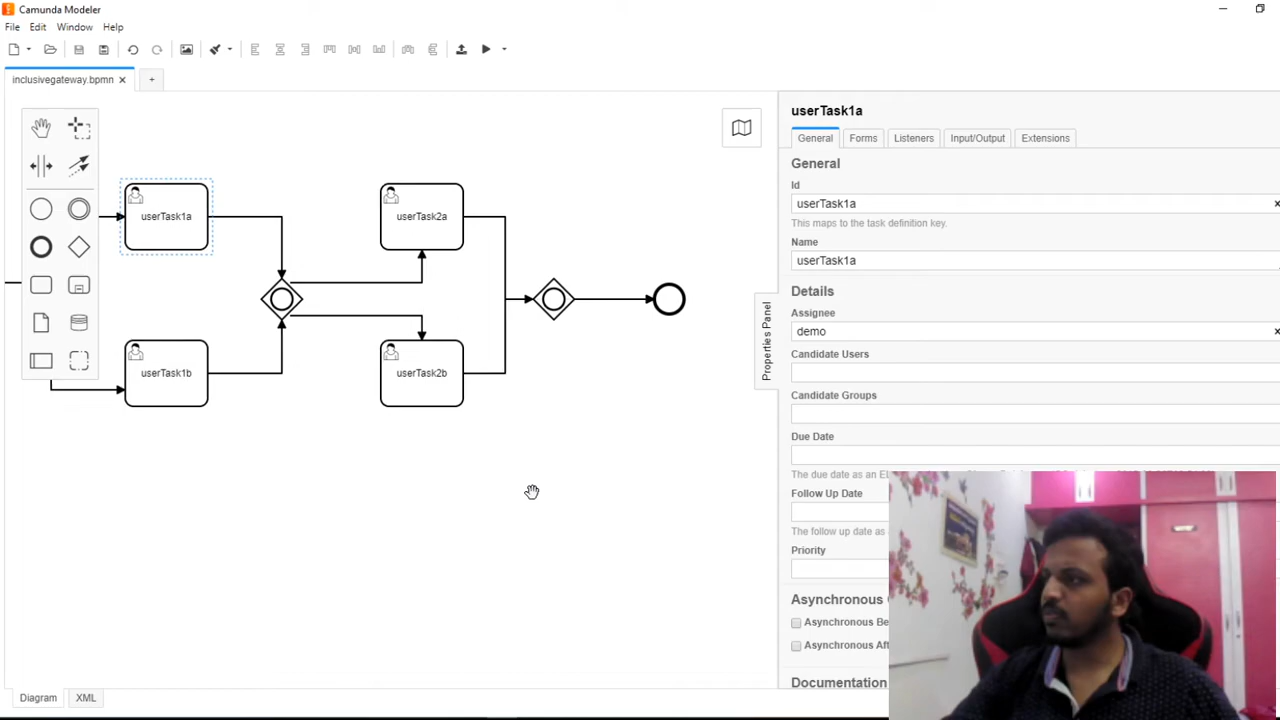 Camunda Modeler
File Edit Window Help
inclusivegateway.bpmn × +
userTask1a
userTask2a
userTask1b
userTask2b
Properties Panel
userTask1a
General Forms Listeners Input/Output Extensions
General
Id
userTask1a ×
This maps to the task definition key.
Name
userTask1a
Details
Assignee
demo ×
Candidate Users
Candidate Groups
Due Date
The due date as an
Follow Up Date
The follow up date as
Priority
Asynchronous
Asynchronous Be
Asynchronous Aft
Documentation
Diagram XML